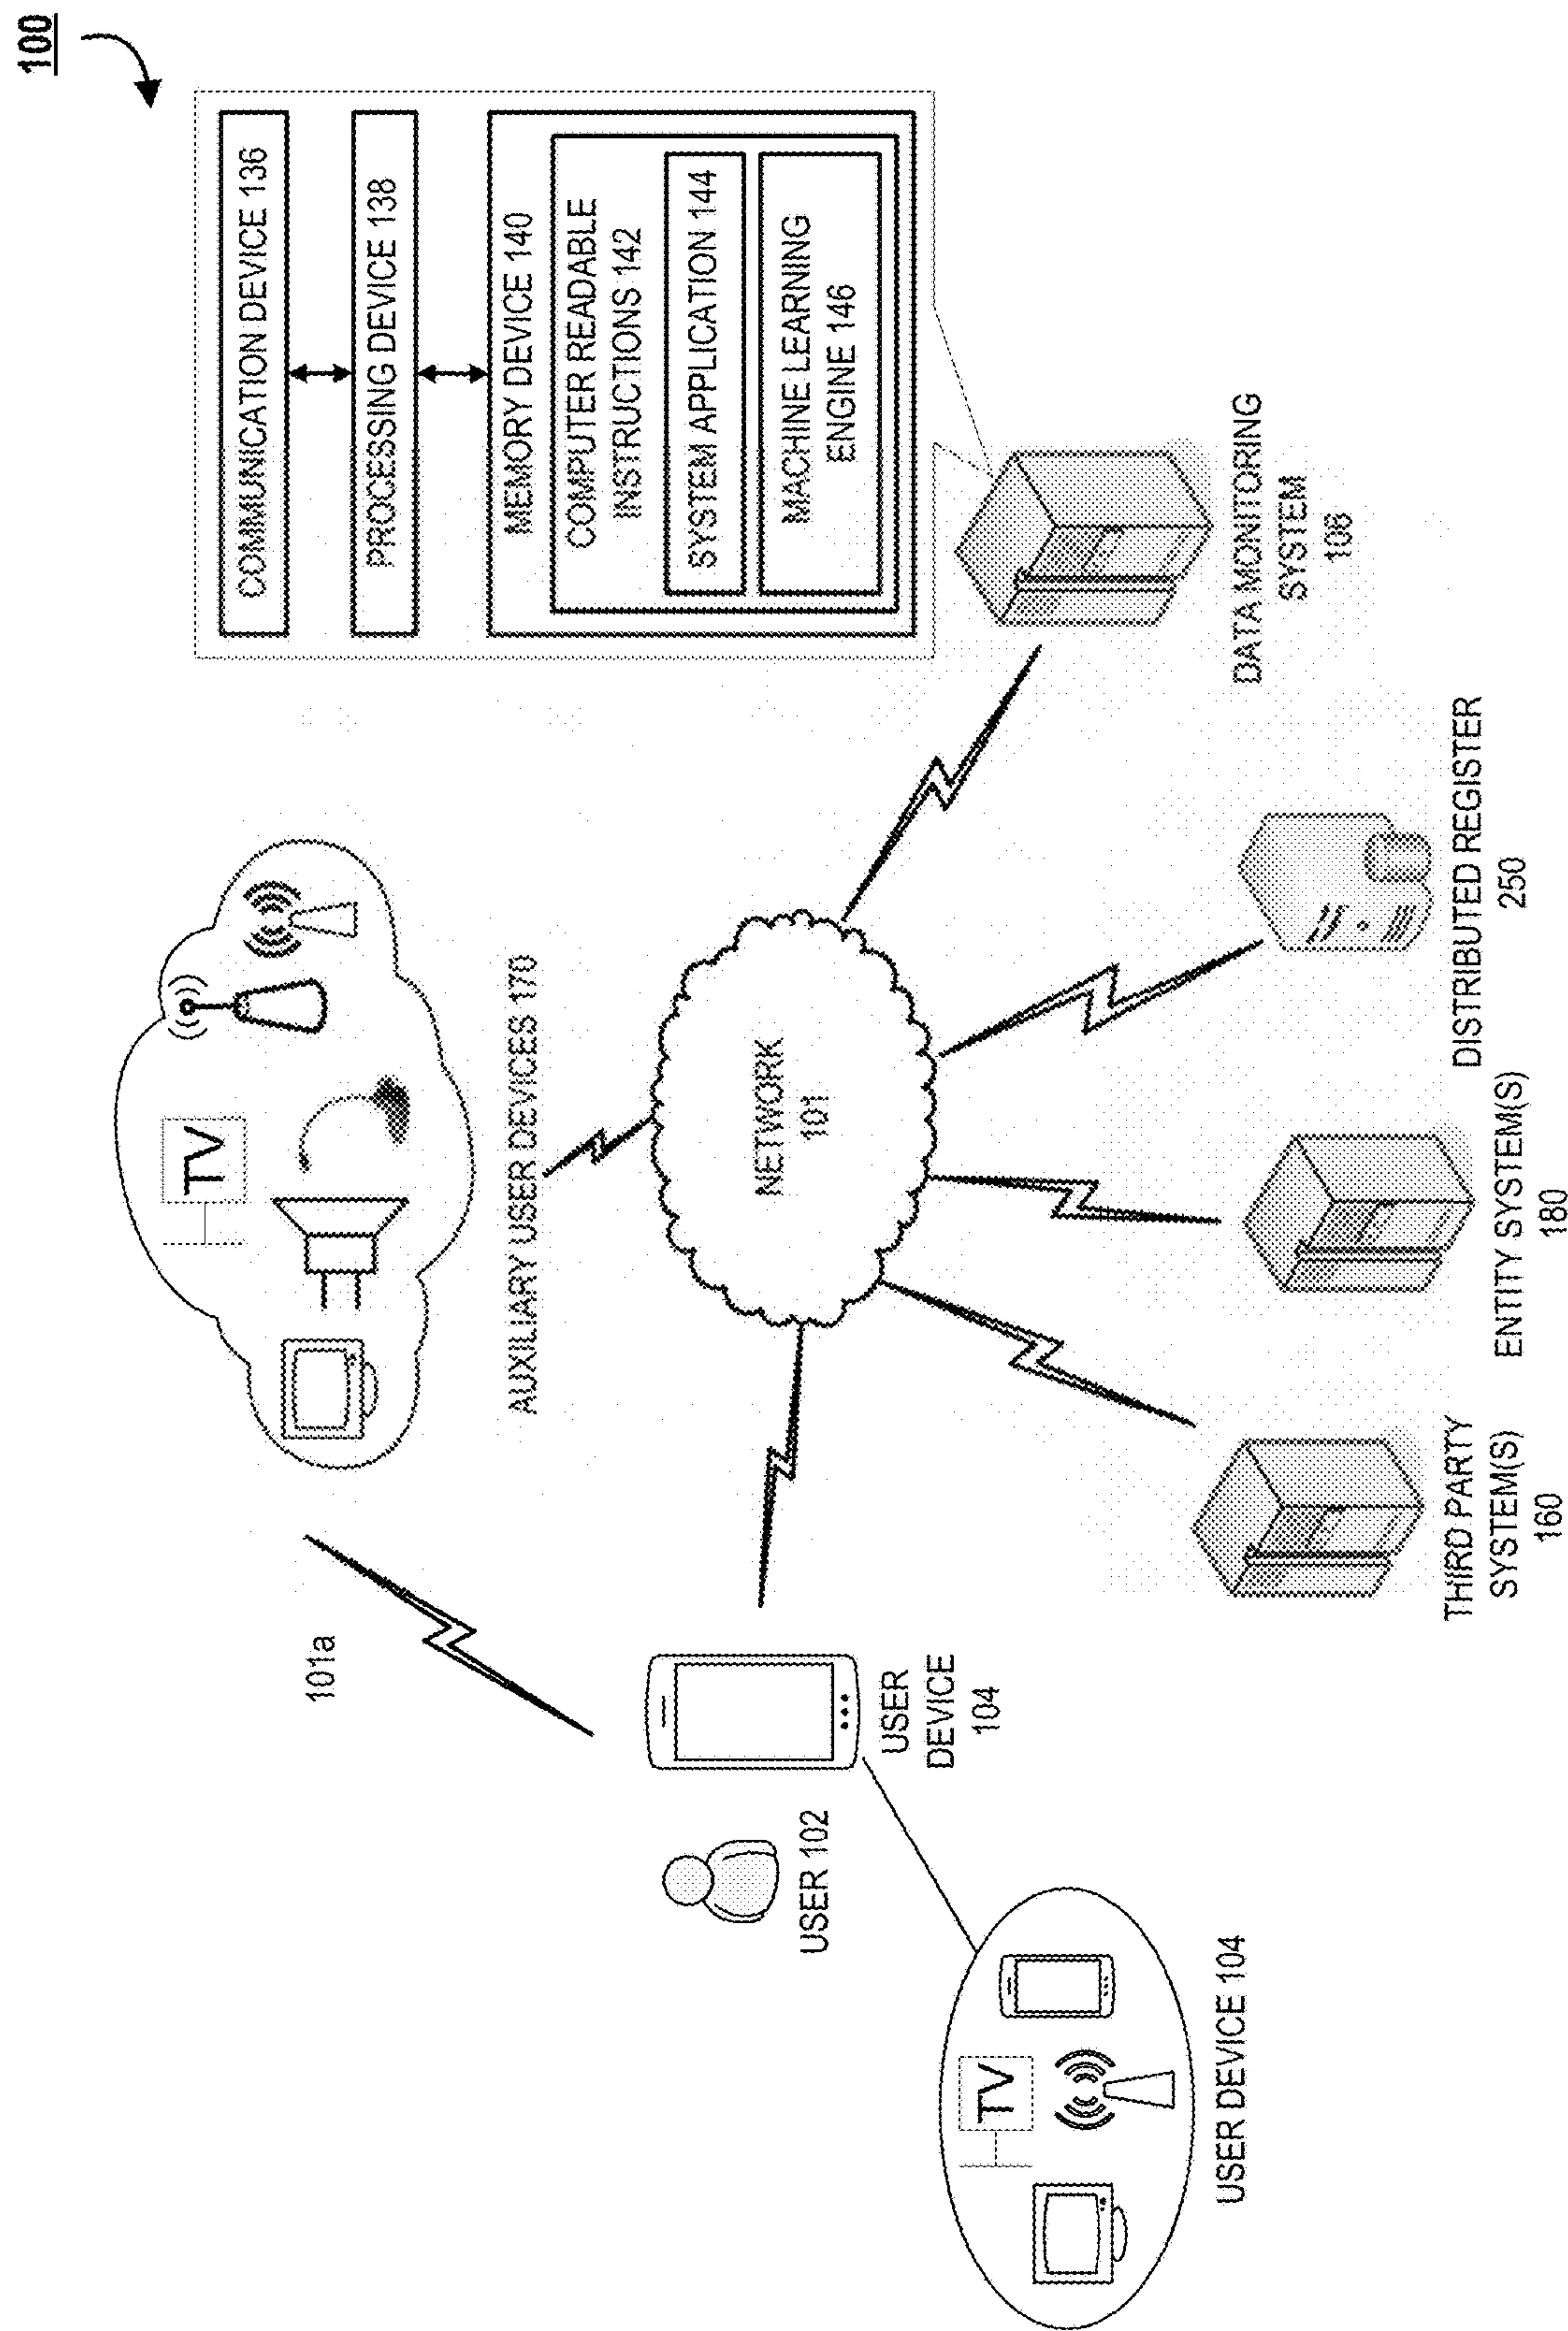 100
COMMUNICATION DEVICE 136
PROCESSING DEVICE 138
MEMORY DEVICE 140
COMPUTER READABLE
INSTRUCTIONS 142
SYSTEM APPLICATION 144
MACHINE LEARNING
ENGINE 146
TV
101a
AUXILIARY USER DEVICES 170
NETWORK
101
USER 102
USER
DEVICE
104
TV
USER DEVICE 104
THIRD PARTY
SYSTEM(S)
160
ENTITY SYSTEM(S)
180
DISTRIBUTED REGISTER
250
DATA MONITORING
SYSTEM
106